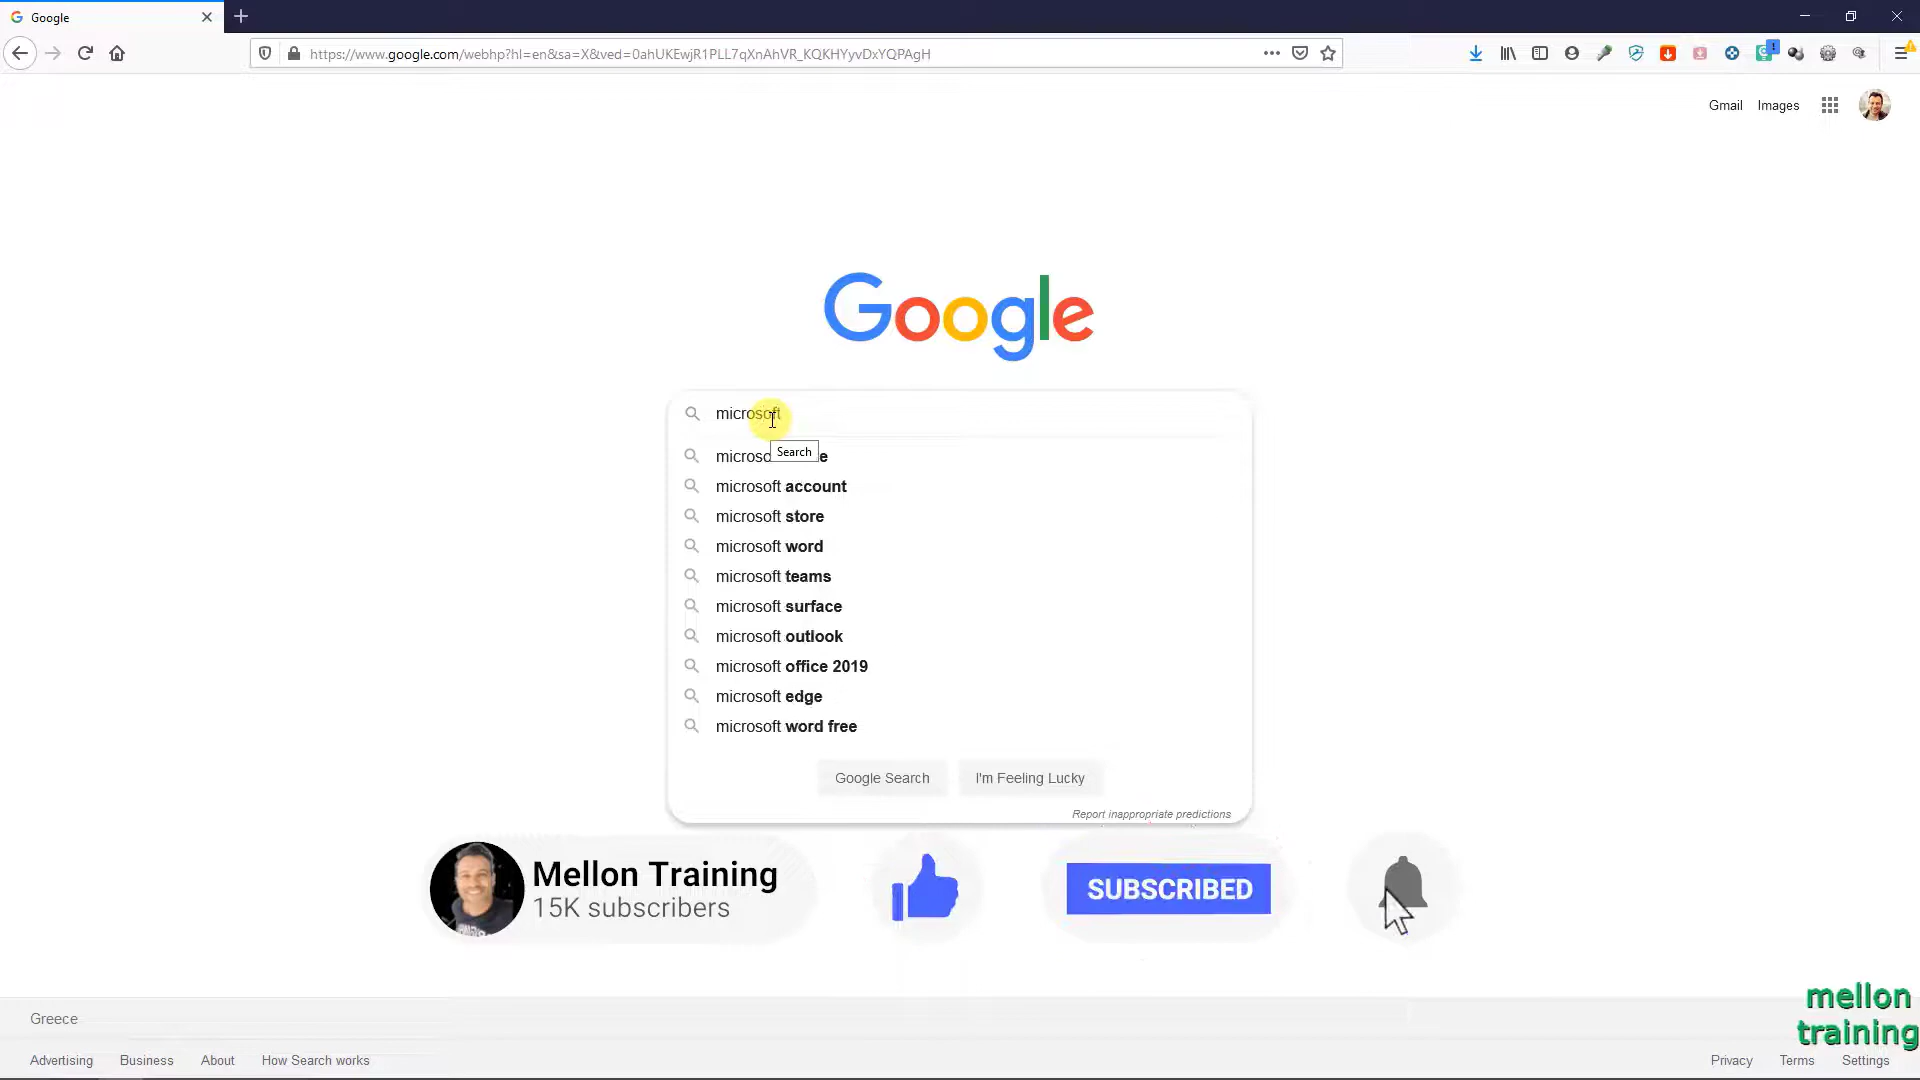 Google
https://www.google.com/webhp?hl=en&sa=X&ved=0ahUKEwjR1PLL7qXnAhVR_KQKHYyvDxYQPAgH
1
Gmail
Images
Google
microsoft
Search
microso e
microsoft account
microsoft store
microsoft word
microsoft teams
microsoft surface
microsoft outlook
microsoft office 2019
microsoft edge
microsoft word free
Google Search
I'm Feeling Lucky
Report inappropriate predictions
Mellon Training
15K subscribers
SUBSCRIBED
mellon
training
Greece
Advertising
Business
About
How Search works
Privacy
Terms
Settings